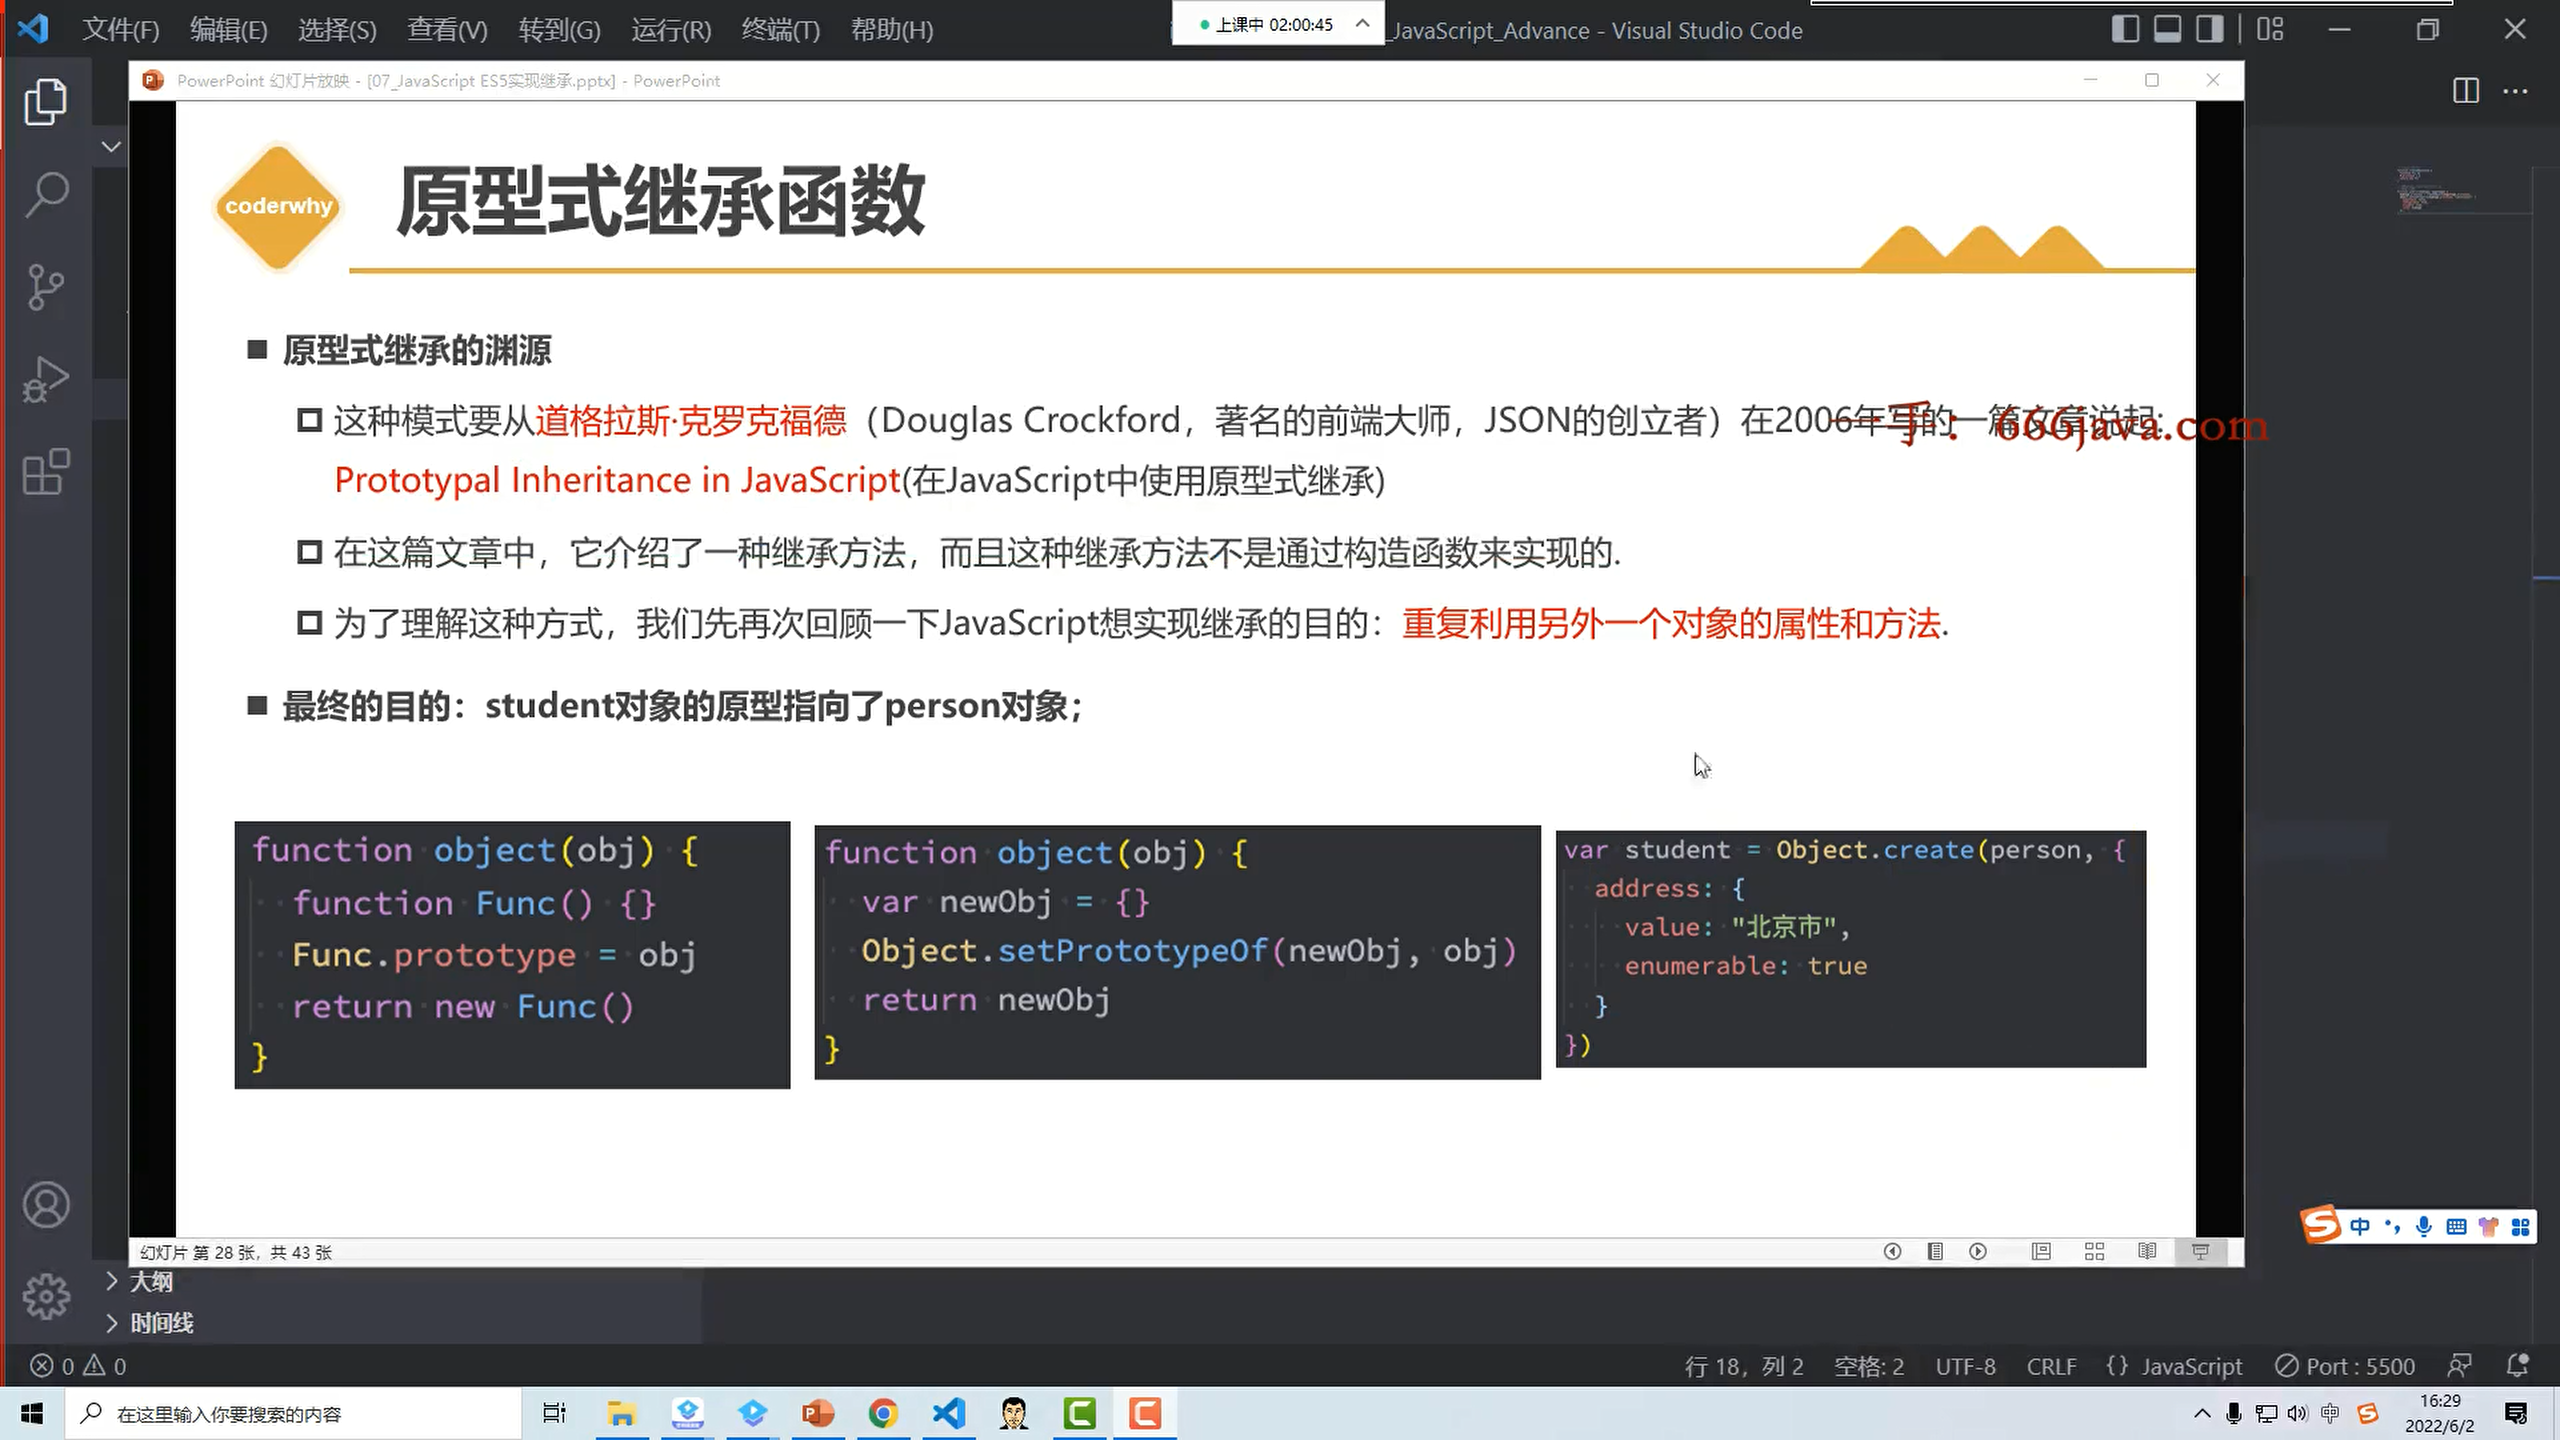 文件(F) 编辑(E) 选择(S) 查看(V) 转到(G) 运行(R) 终端(T) 帮助(H)
上课中 02:00:45
_JavaScript_Advance - Visual Studio Code
PowerPoint 幻灯片放映 - [07_JavaScript ES5实现继承.pptx] - PowerPoint
coderwhy
原型式继承函数
原型式继承的渊源
这种模式要从道格拉斯·克罗克福德（Douglas Crockford，著名的前端大师，JSON的创立者）在2006年写的一篇文章说起:
一手：666java.com
Prototypal Inheritance in JavaScript(在JavaScript中使用原型式继承)
在这篇文章中，它介绍了一种继承方法，而且这种继承方法不是通过构造函数来实现的.
为了理解这种方式，我们先再次回顾一下JavaScript想实现继承的目的：重复利用另外一个对象的属性和方法.
最终的目的：student对象的原型指向了person对象；
function object(obj) {
function Func() {}
Func.prototype = obj
return new Func()
}
function object(obj) {
var newObj = {}
Object.setPrototypeOf(newObj, obj)
return newObj
}
var student = Object.create(person, {
address: {
value: "北京市",
enumerable: true
}
})
幻灯片 第 28 张，共 43 张
中
大纲
时间线
0 0
行 18，列 2 空格: 2 UTF-8 CRLF {} JavaScript Port : 5500
在这里输入你要搜索的内容
中
16:29
2022/6/2